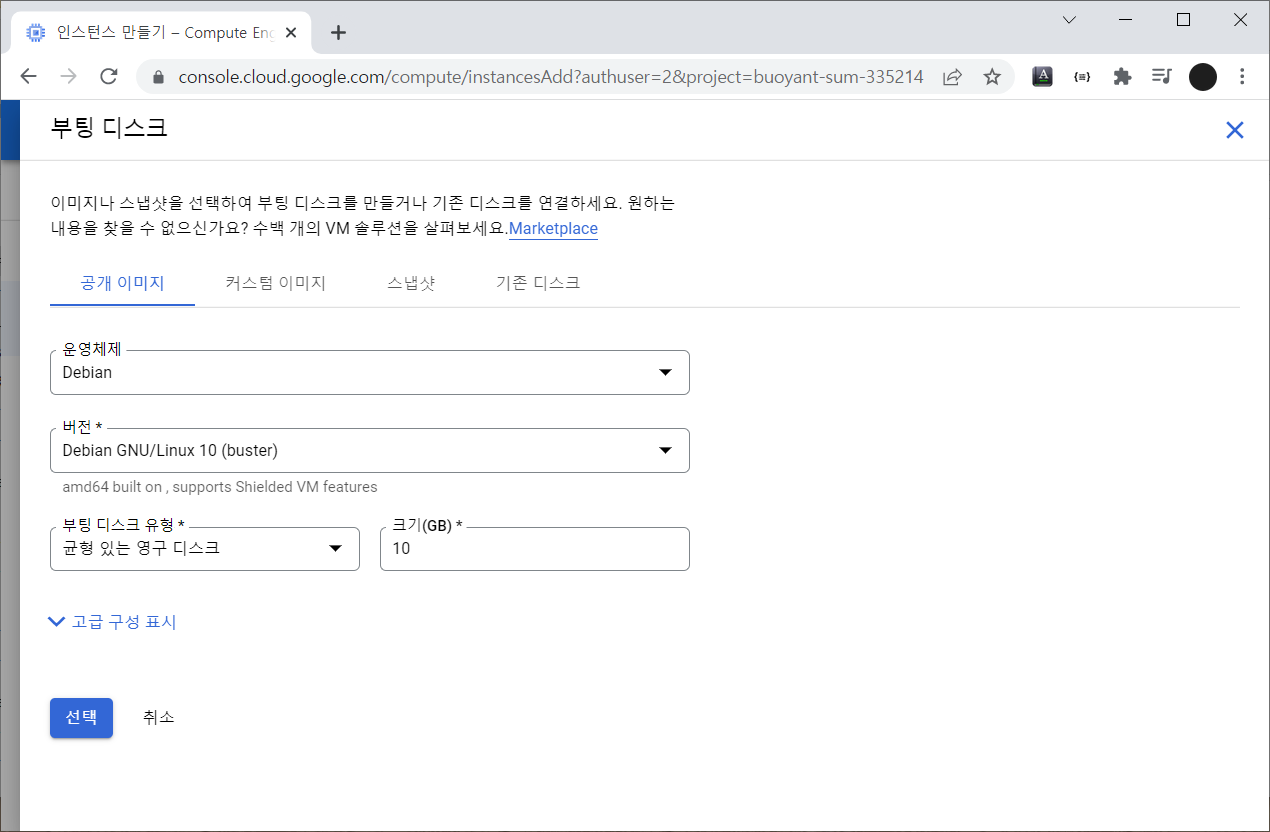 인스턴스 만들기 – Compute Eng
console.cloud.google.com/compute/instancesAdd?authuser=2&project=buoyant-sum-335214
A
{≡}
부팅 디스크
이미지나 스냅샷을 선택하여 부팅 디스크를 만들거나 기존 디스크를 연결하세요. 원하는
내용을 찾을 수 없으신가요? 수백 개의 VM 솔루션을 살펴보세요.Marketplace
공개 이미지 커스텀 이미지 스냅샷 기존 디스크
운영체제
Debian
버전 *
Debian GNU/Linux 10 (buster)
amd64 built on , supports Shielded VM features
부팅 디스크 유형 * 크기(GB) *
균형 있는 영구 디스크 10
고급 구성 표시
선택 취소